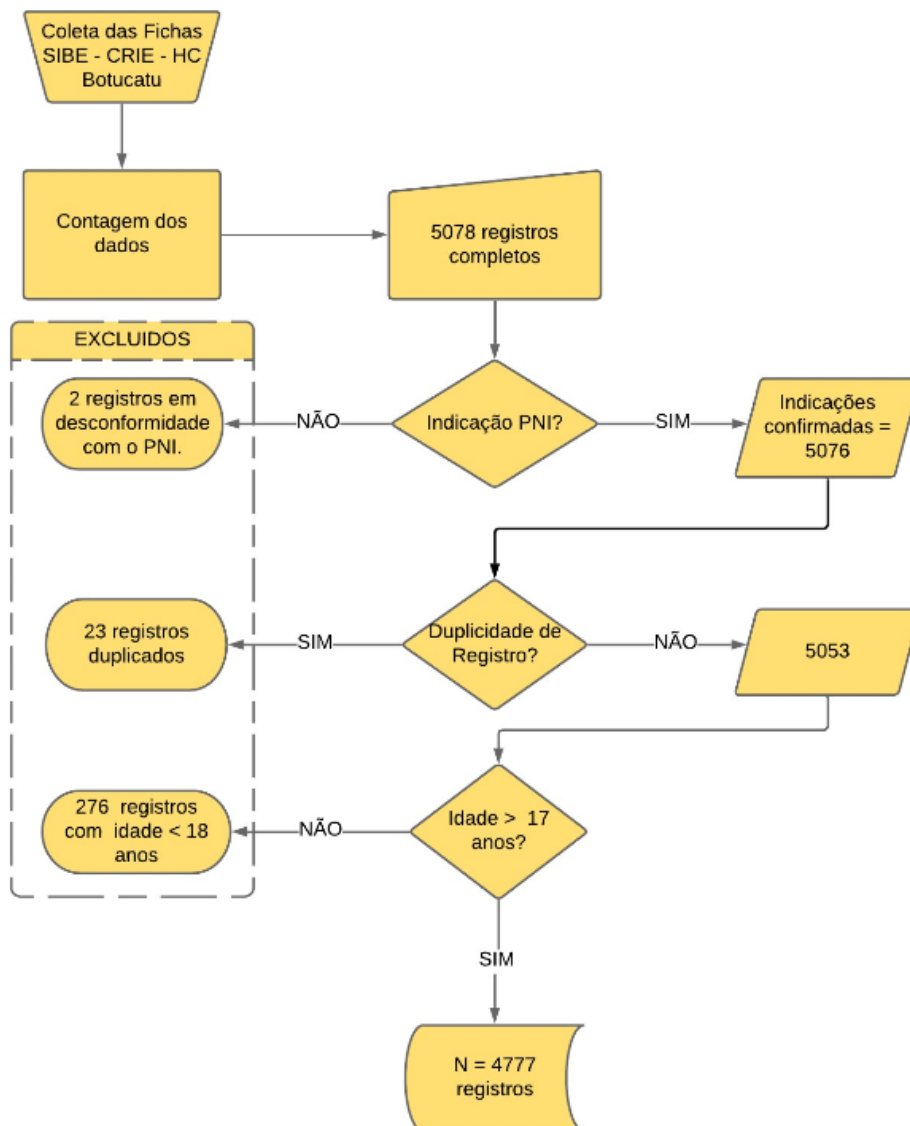 Coleta das Fichas
SIBE - CRIE - HC
Botucatu
Contagem dos
dados
5078 registros
completos
EXCLUIDOS
2 registros em
desconformidade
com o PNI.
NÃO
Indicação PNI?
SIM
Indicações
confirmadas =
5076
23 registros
duplicados
SIM
Duplicidade de
Registro?
NÃO
5053
276 registros
com idade < 18
anos
NÃO
Idade > 17
anos?
SIM
N = 4777
registros